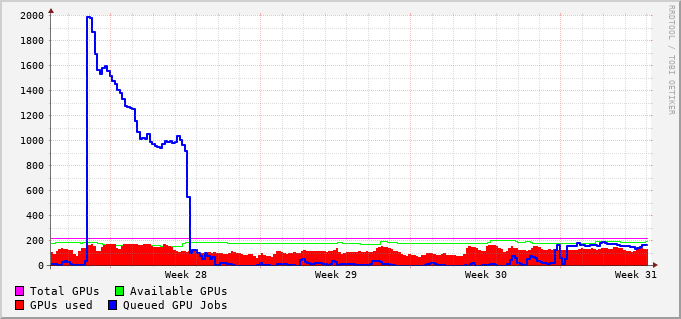 2000
1800
1600
1400
1200
1000
800
600
400
200
0
Week 28 Week 29 Week 30 Week 31
Total GPUs Available GPUs
GPUs used Queued GPU Jobs
RRDTOOL / TOBI OETIKER